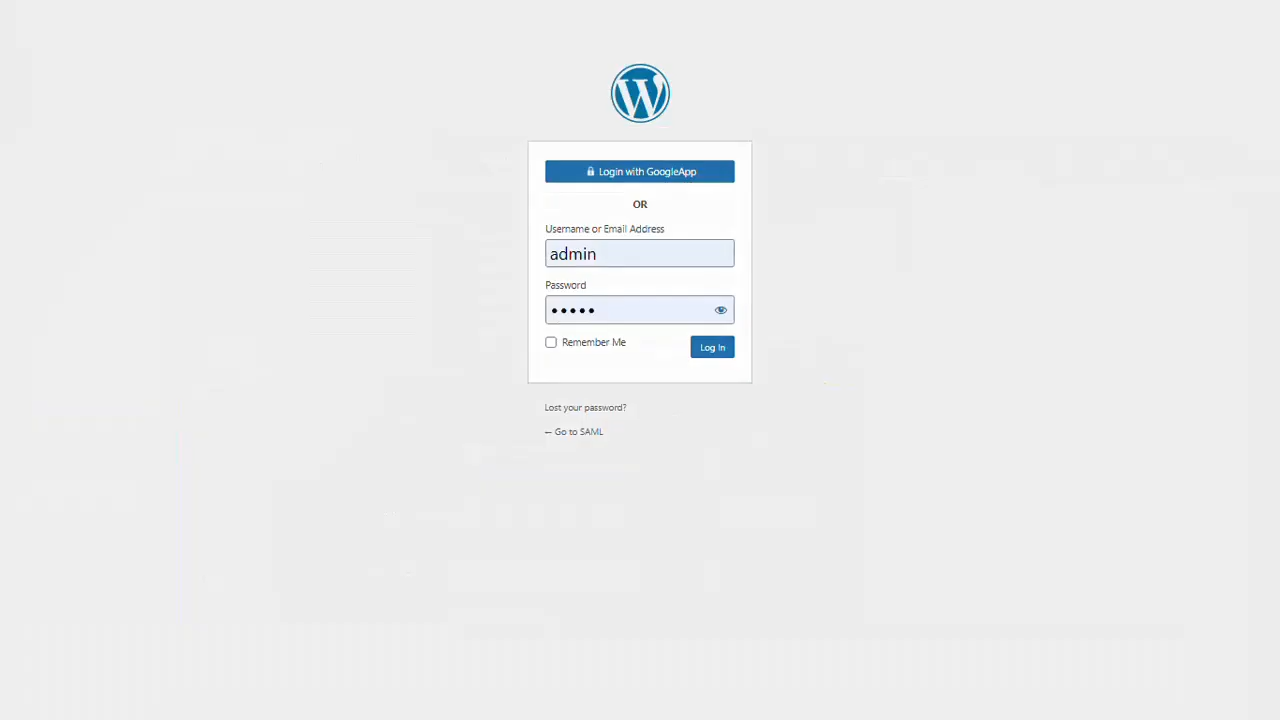 Login with GoogleApp
OR
Username or Email Address
admin
Password
•••••
Remember Me
Log In
Lost your password?
← Go to SAML